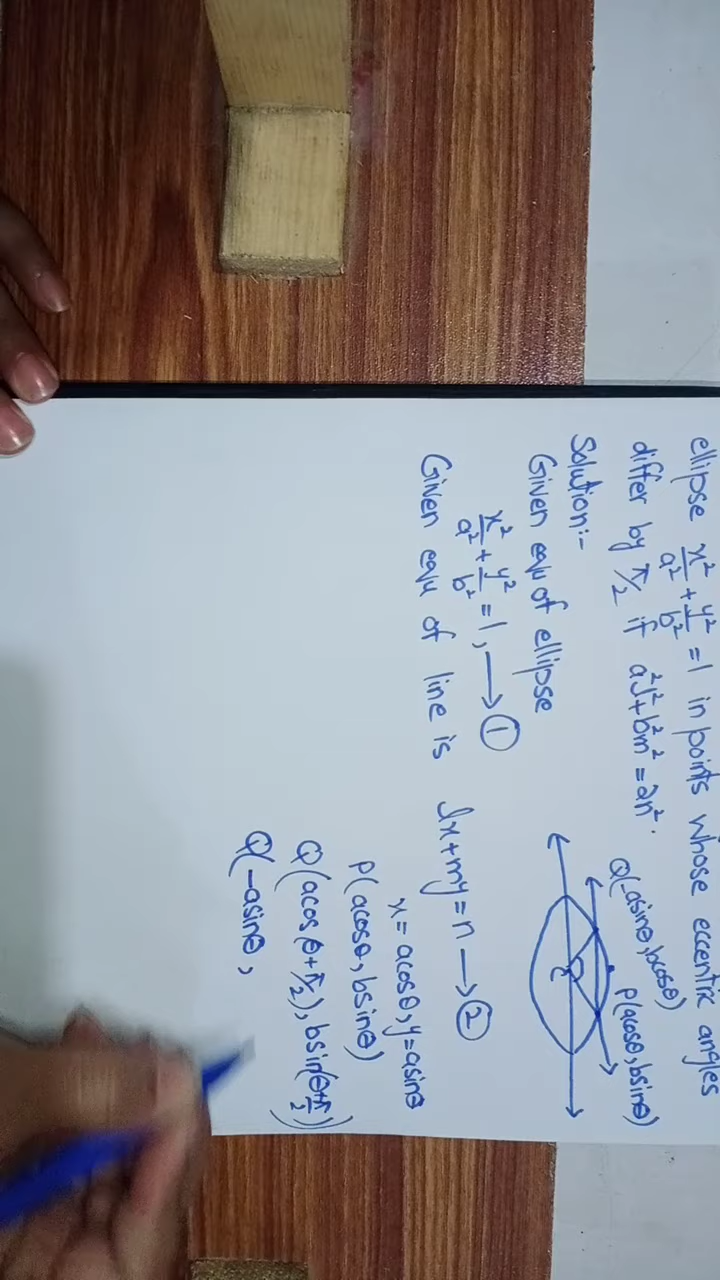 ellipse x²/a² + y²/b² = 1 in points whose eccentric angles
differ by π/2 if a²l² + b²m² = 2n².
Solution:-
Q(-asinθ, bcosθ)
P(acosθ, bsinθ)
C
Given equ of ellipse
x²/a² + y²/b² = 1, → ①
Given equ of line is lx+my=n → ②
x = acosθ, y=asinθ
P(acosθ, bsinθ)
Q(acos(θ+π/2), bsin(θ+π/2))
Q(-asinθ,